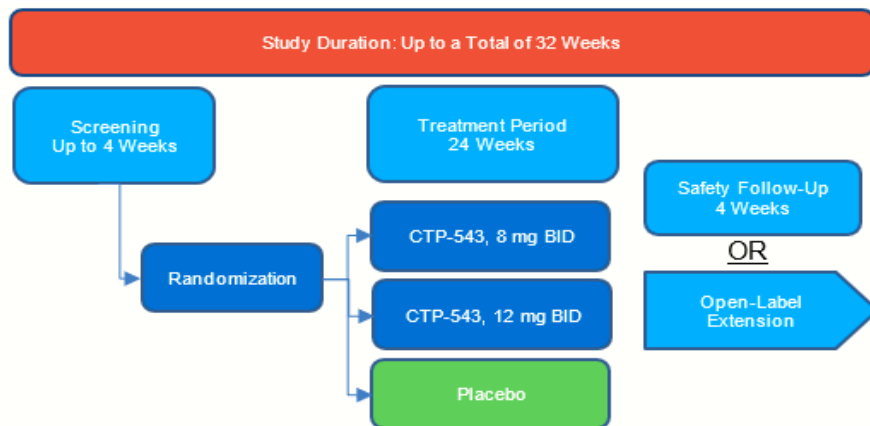 Study Duration: Up to a Total of 32 Weeks
Screening
Up to 4 Weeks
Treatment Period
24 Weeks
Safety Follow-Up
4 Weeks
CTP-543, 8 mg BID
OR
Randomization
CTP-543, 12 mg BID
Open-Label
Extension
Placebo